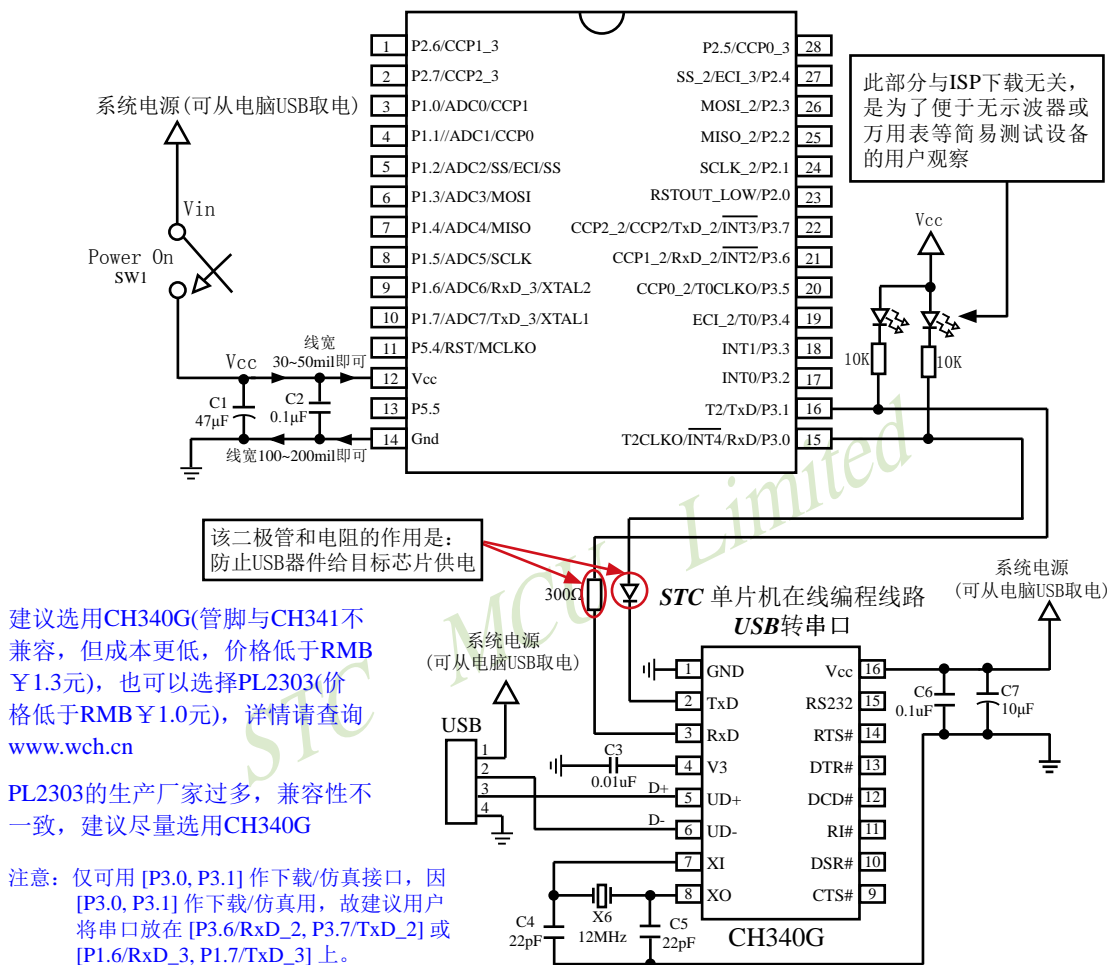 系统电源(可从电脑USB取电)
Vin
Power On
SW1
Vcc
线宽
30~50mil即可
C1
47μF
C2
0.1μF
线宽100~200mil即可
1 P2.6/CCP1_3
2 P2.7/CCP2_3
3 P1.0/ADC0/CCP1
4 P1.1//ADC1/CCP0
5 P1.2/ADC2/SS/ECI/SS
6 P1.3/ADC3/MOSI
7 P1.4/ADC4/MISO
8 P1.5/ADC5/SCLK
9 P1.6/ADC6/RxD_3/XTAL2
10 P1.7/ADC7/TxD_3/XTAL1
11 P5.4/RST/MCLKO
12 Vcc
13 P5.5
14 Gnd
P2.5/CCP0_3 28
SS_2/ECI_3/P2.4 27
MOSI_2/P2.3 26
MISO_2/P2.2 25
SCLK_2/P2.1 24
RSTOUT_LOW/P2.0 23
CCP2_2/CCP2/TxD_2/INT3/P3.7 22
CCP1_2/RxD_2/INT2/P3.6 21
CCP0_2/T0CLKO/P3.5 20
ECI_2/T0/P3.4 19
INT1/P3.3 18
INT0/P3.2 17
T2/TxD/P3.1 16
T2CLKO/INT4/RxD/P3.0 15
此部分与ISP下载无关，
是为了便于无示波器或
万用表等简易测试设备
的用户观察
Vcc
10K
10K
STC MCU Limited
该二极管和电阻的作用是：
防止USB器件给目标芯片供电
300Ω
STC 单片机在线编程线路
USB转串口
系统电源
(可从电脑USB取电)
系统电源
(可从电脑USB取电)
建议选用CH340G(管脚与CH341不
兼容，但成本更低，价格低于RMB
￥1.3元)，也可以选择PL2303(价
格低于RMB￥1.0元)，详情请查询
www.wch.cn
PL2303的生产厂家过多，兼容性不
一致，建议尽量选用CH340G
注意：仅可用 [P3.0, P3.1] 作下载/仿真接口，因
[P3.0, P3.1] 作下载/仿真用，故建议用户
将串口放在 [P3.6/RxD_2, P3.7/TxD_2] 或
[P1.6/RxD_3, P1.7/TxD_3] 上。
USB
1
2
3
4
C3
0.01uF
D+
D-
1 GND
2 TxD
3 RxD
4 V3
5 UD+
6 UD-
7 XI
8 XO
Vcc 16
RS232 15
RTS# 14
DTR# 13
DCD# 12
RI# 11
DSR# 10
CTS# 9
CH340G
C6
0.1uF
C7
10μF
C4
22pF
X6
12MHz
C5
22pF